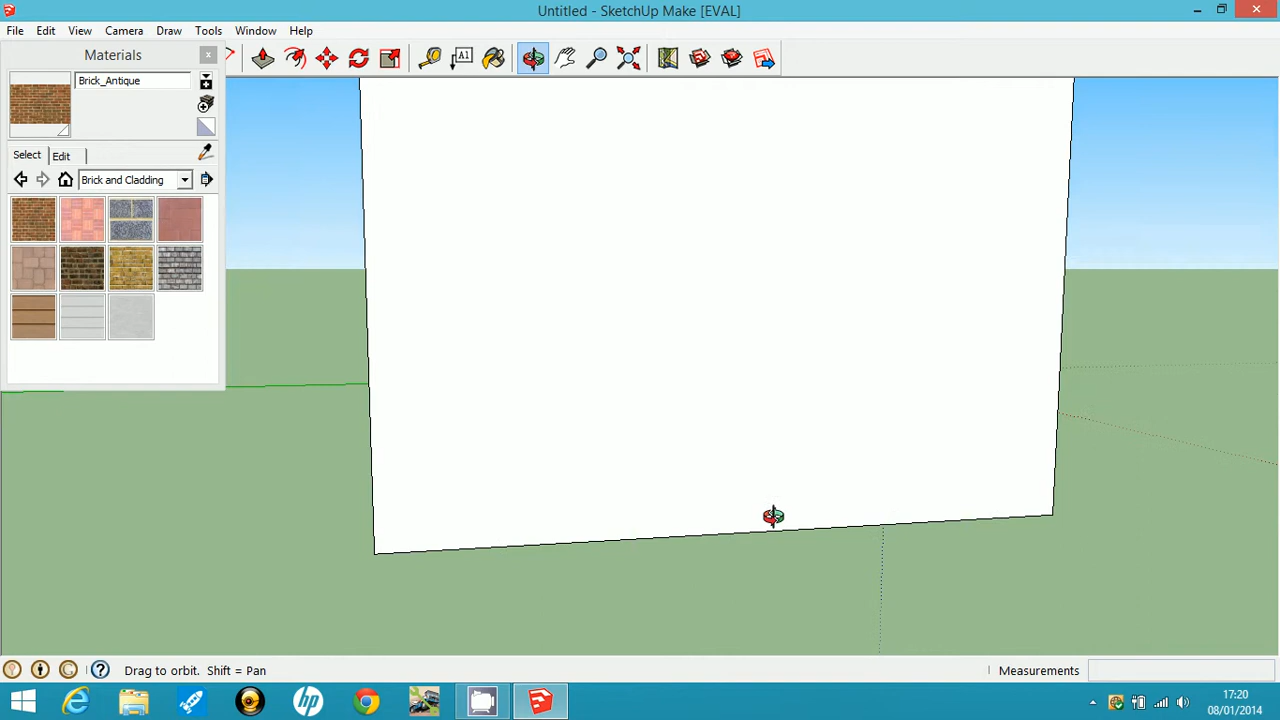 Untitled - SketchUp Make [EVAL]
File Edit View Camera Draw Tools Window Help
Materials
A1
Brick_Antique
Select Edit
Brick and Cladding
Drag to orbit. Shift = Pan
Measurements
17:20
08/01/2014